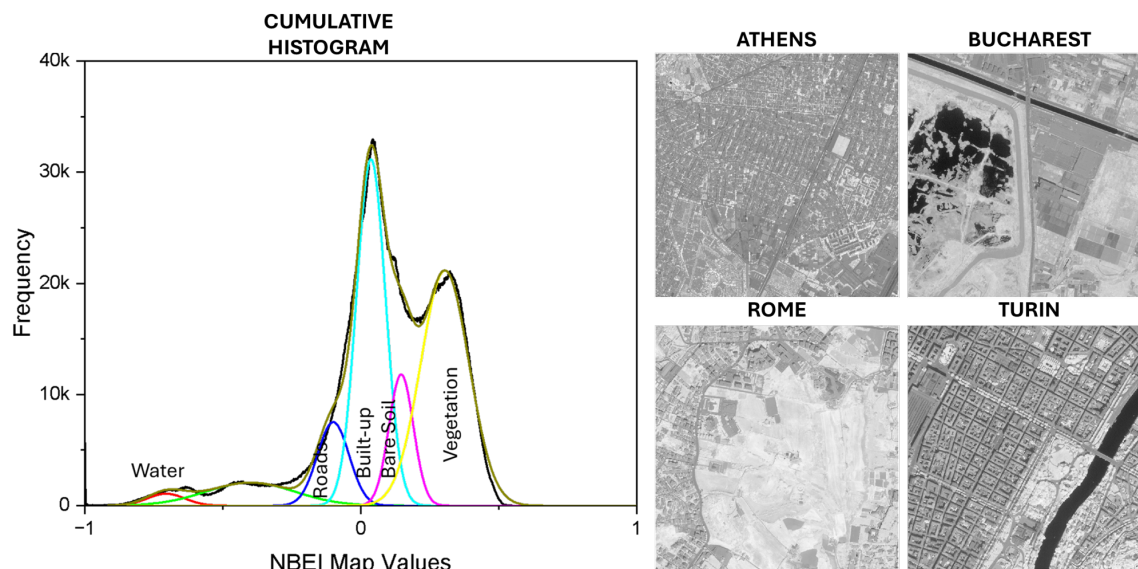 CUMULATIVE
HISTOGRAM
40k
30k
20k
10k
0
Frequency
Water
Roads
Built-up
Bare Soil
Vegetation
−1
0
1
NBEI Map Values
ATHENS
BUCHAREST
ROME
TURIN